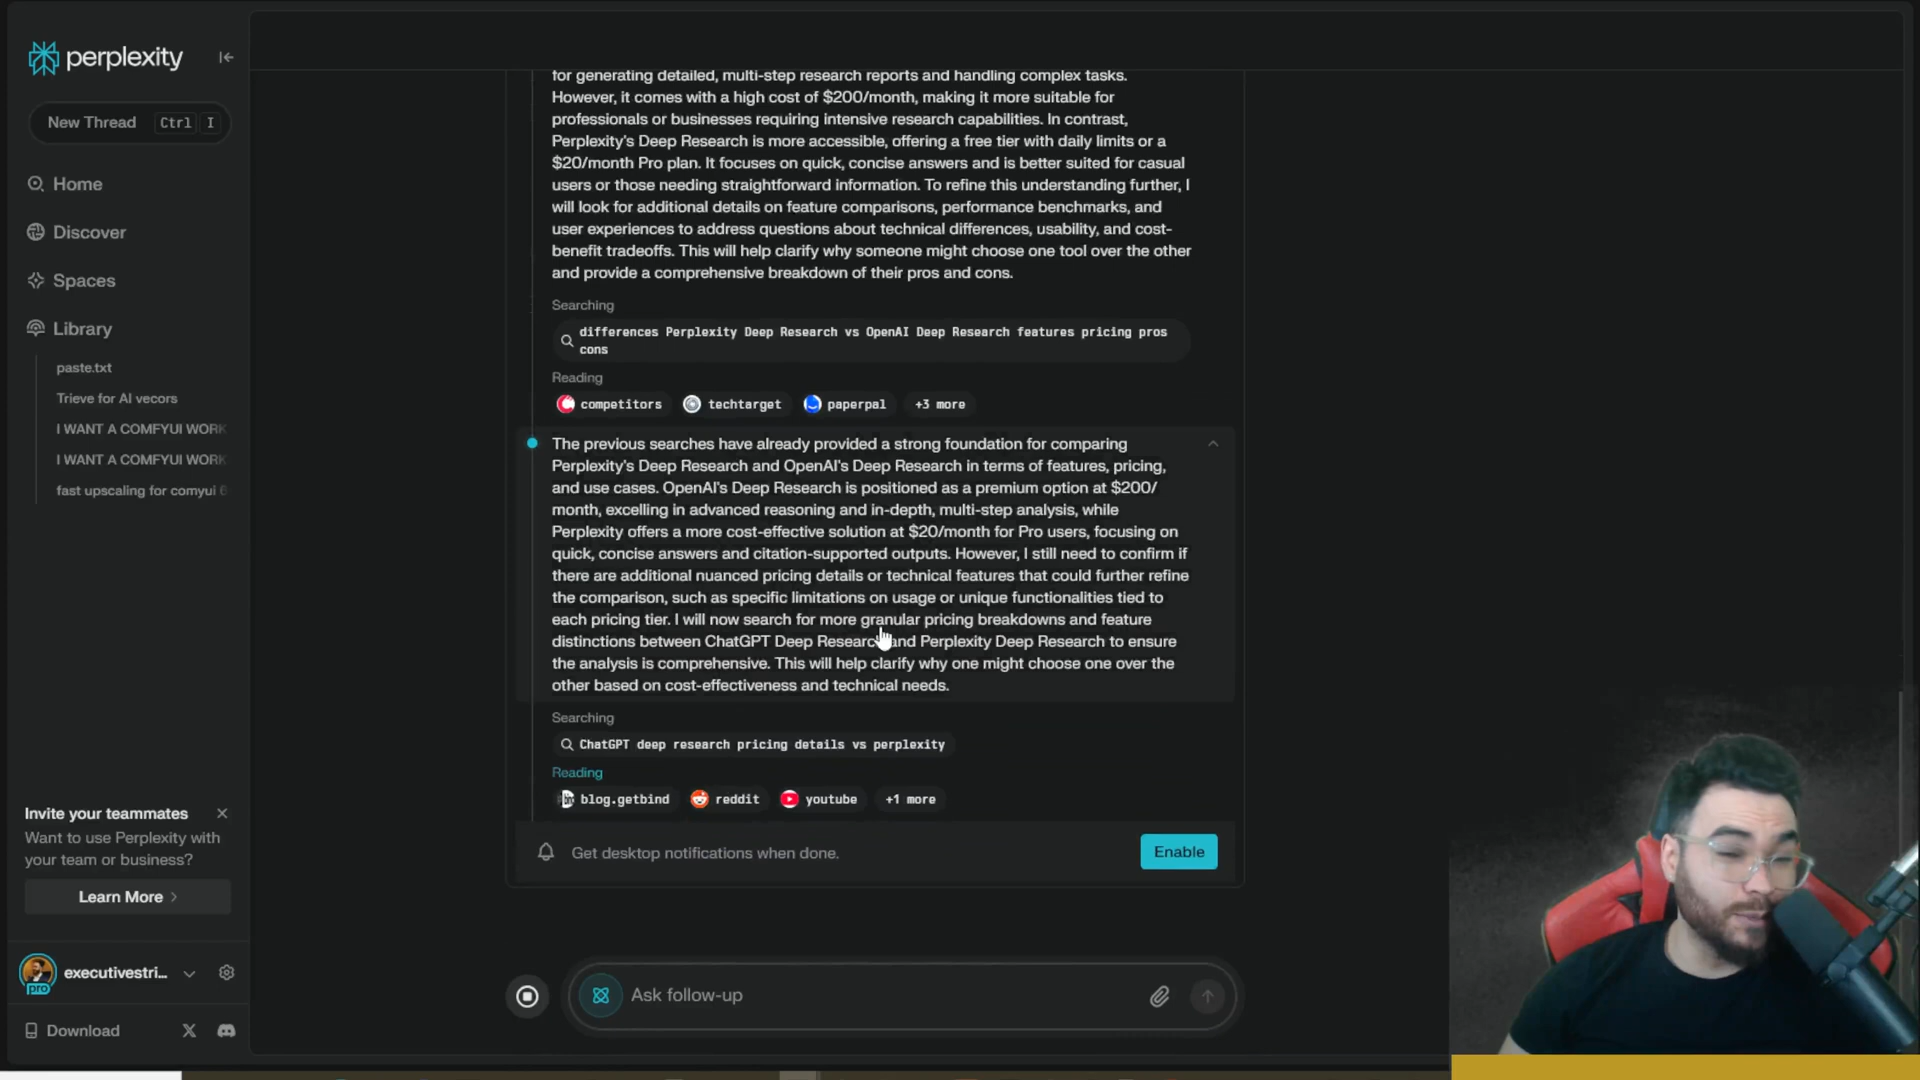 perplexity
New Thread Ctrl I
Home
Discover
Spaces
Library
paste.txt
Trieve for AI vecors
I WANT A COMFYUI WORK
I WANT A COMFYUI WORK
fast upscaling for comyui 6
Invite your teammates
Want to use Perplexity with
your team or business?
Learn More
executivestri...
pro
Download
for generating detailed, multi-step research reports and handling complex tasks.
However, it comes with a high cost of $200/month, making it more suitable for
professionals or businesses requiring intensive research capabilities. In contrast,
Perplexity's Deep Research is more accessible, offering a free tier with daily limits or a
$20/month Pro plan. It focuses on quick, concise answers and is better suited for casual
users or those needing straightforward information. To refine this understanding further, I
will look for additional details on feature comparisons, performance benchmarks, and
user experiences to address questions about technical differences, usability, and cost-
benefit tradeoffs. This will help clarify why someone might choose one tool over the other
and provide a comprehensive breakdown of their pros and cons.
Searching
differences Perplexity Deep Research vs OpenAI Deep Research features pricing pros
cons
Reading
competitors techtarget paperpal +3 more
The previous searches have already provided a strong foundation for comparing
Perplexity's Deep Research and OpenAI's Deep Research in terms of features, pricing,
and use cases. OpenAI's Deep Research is positioned as a premium option at $200/
month, excelling in advanced reasoning and in-depth, multi-step analysis, while
Perplexity offers a more cost-effective solution at $20/month for Pro users, focusing on
quick, concise answers and citation-supported outputs. However, I still need to confirm if
there are additional nuanced pricing details or technical features that could further refine
the comparison, such as specific limitations on usage or unique functionalities tied to
each pricing tier. I will now search for more granular pricing breakdowns and feature
distinctions between ChatGPT Deep Research and Perplexity Deep Research to ensure
the analysis is comprehensive. This will help clarify why one might choose one over the
other based on cost-effectiveness and technical needs.
Searching
ChatGPT deep research pricing details vs perplexity
Reading
blog.getbind reddit youtube +1 more
Get desktop notifications when done.
Enable
Ask follow-up